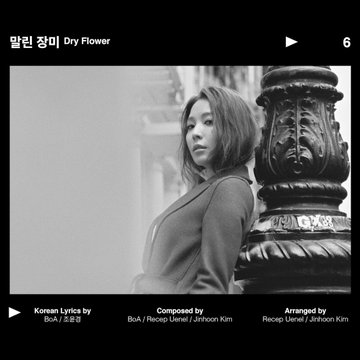 말린 장미 Dry Flower
6
Korean Lyrics by
BoA / 조윤경
Composed by
BoA / Recep Uenel / Jinhoon Kim
Arranged by
Recep Uenel / Jinhoon Kim